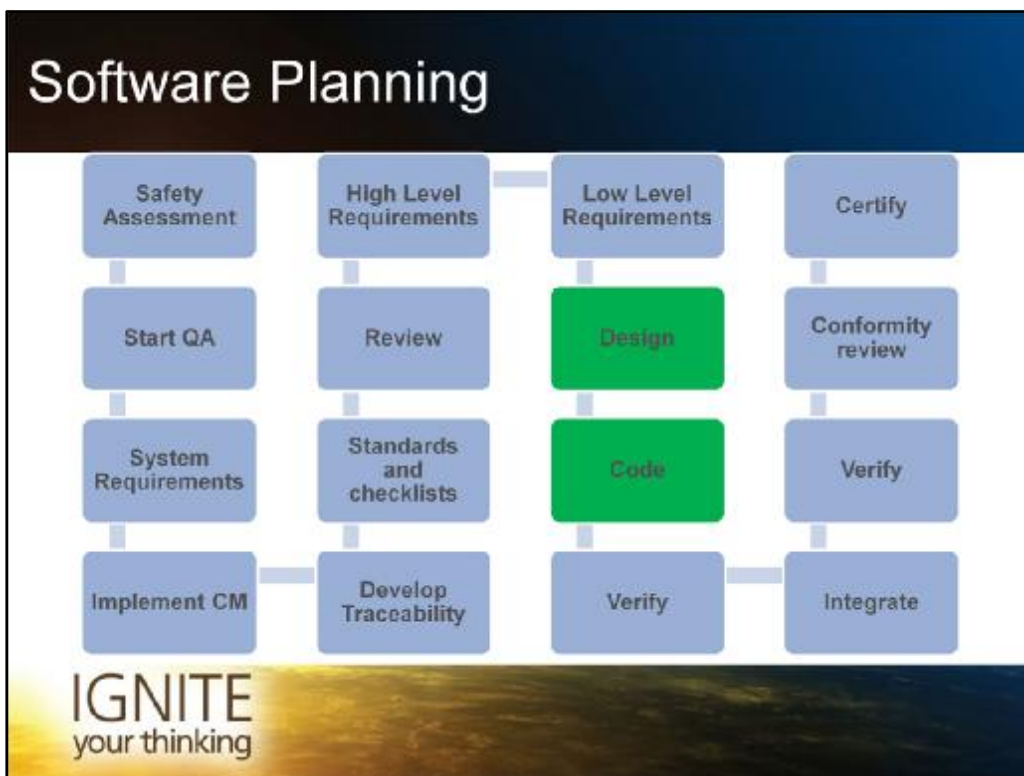 Software Planning
Safety
Assessment
High Level
Requirements
Low Level
Requirements
Certify
Start QA
Review
Design
Conformity
review
System
Requirements
Standards
and
checklists
Code
Verify
Implement CM
Develop
Traceability
Verify
Integrate
IGNITE
your thinking